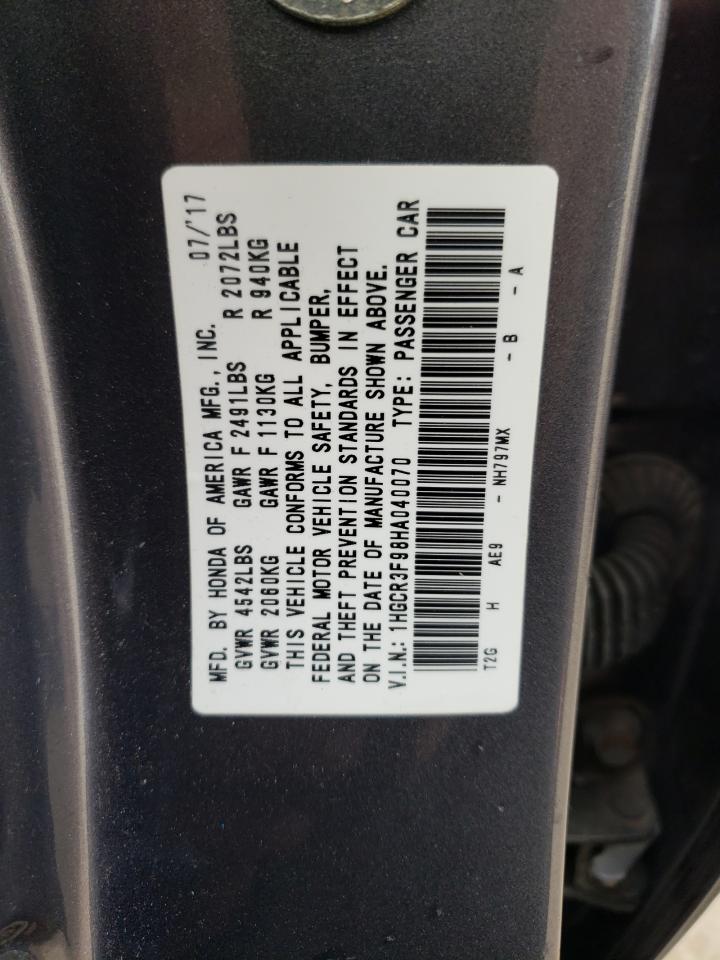 MFD. BY HONDA OF AMERICA MFG., INC. 07/'17
GVWR 4542LBS GAWR F 2491LBS R 2072LBS
GVWR 2060KG GAWR F 1130KG R 940KG
THIS VEHICLE CONFORMS TO ALL APPLICABLE
FEDERAL MOTOR VEHICLE SAFETY, BUMPER,
AND THEFT PREVENTION STANDARDS IN EFFECT
ON THE DATE OF MANUFACTURE SHOWN ABOVE.
V.I.N.: 1HGCR3F98HA040070 TYPE: PASSENGER CAR
T2G H AE9 - NH797MX - B - A